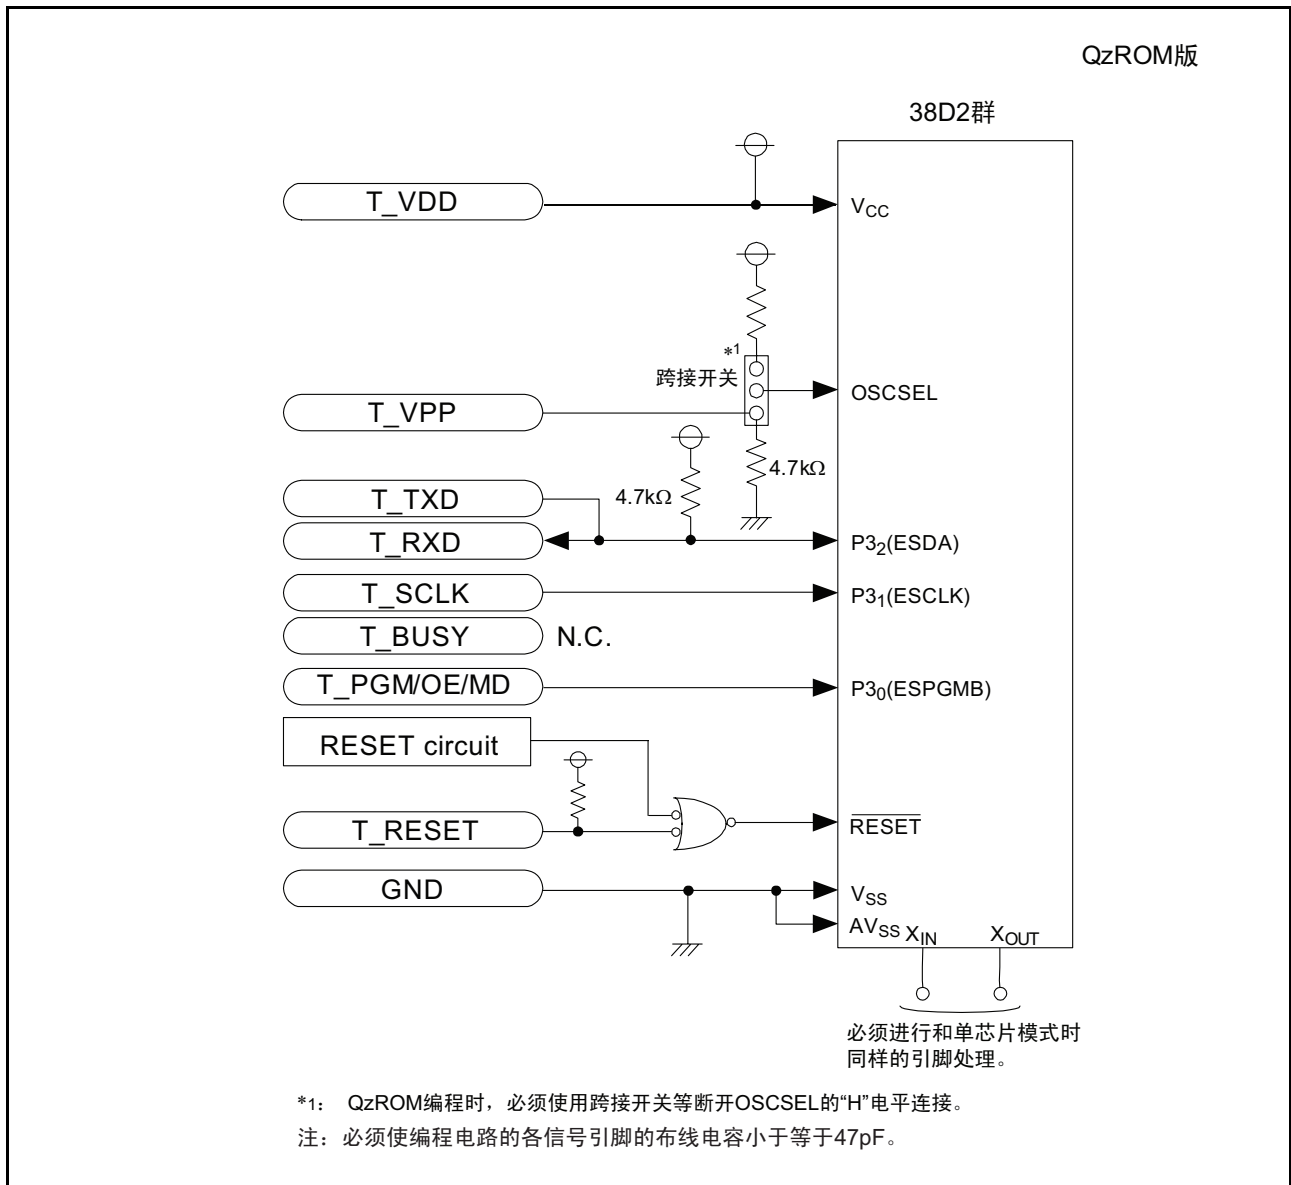 QzROM版
38D2群
T_VDD
VCC
*1
跨接开关
OSCSEL
T_VPP
4.7kΩ
T_TXD
4.7kΩ
T_RXD
P32(ESDA)
T_SCLK
P31(ESCLK)
T_BUSY
N.C.
T_PGM/OE/MD
P30(ESPGMB)
RESET circuit
T_RESET
RESET
GND
VSS
AVSS
XIN
XOUT
必须进行和单芯片模式时
同样的引脚处理。
*1： QzROM编程时，必须使用跨接开关等断开OSCSEL的“H”电平连接。
注：必须使编程电路的各信号引脚的布线电容小于等于47pF。